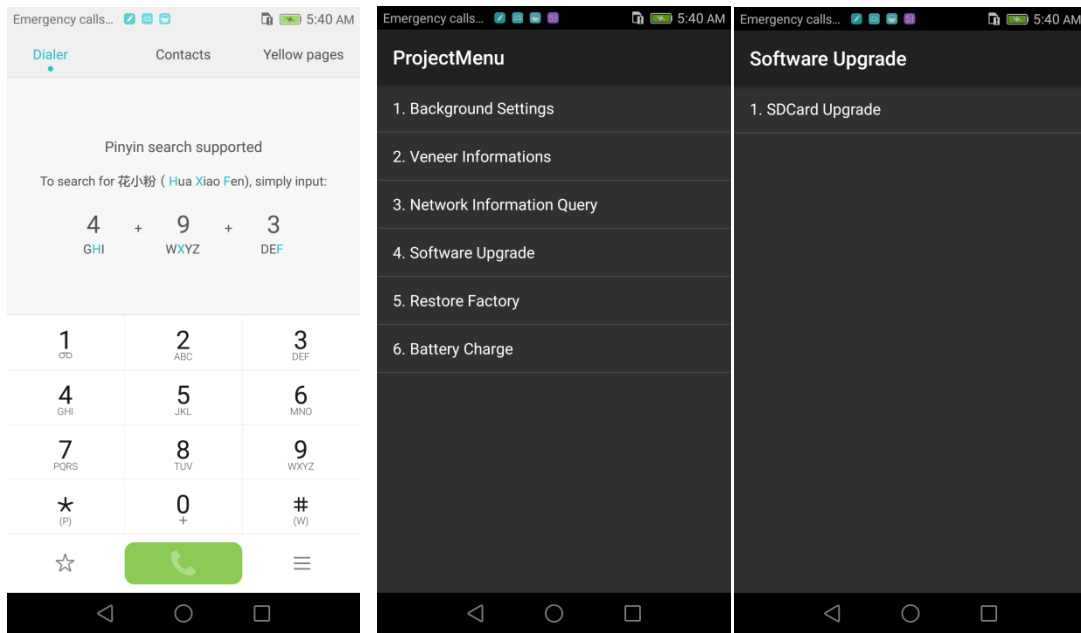 Emergency calls... 5:40 AM
Dialer Contacts Yellow pages
Pinyin search supported
To search for 花小粉 ( Hua Xiao Fen), simply input:
4 + 9 + 3
GHI WXYZ DEF
1 2 3
ABC DEF
4 5 6
GHI JKL MNO
7 8 9
PQRS TUV WXYZ
* 0 #
(P) + (W)
Emergency calls... 5:40 AM
ProjectMenu
1. Background Settings
2. Veneer Informations
3. Network Information Query
4. Software Upgrade
5. Restore Factory
6. Battery Charge
Emergency calls... 5:40 AM
Software Upgrade
1. SDCard Upgrade